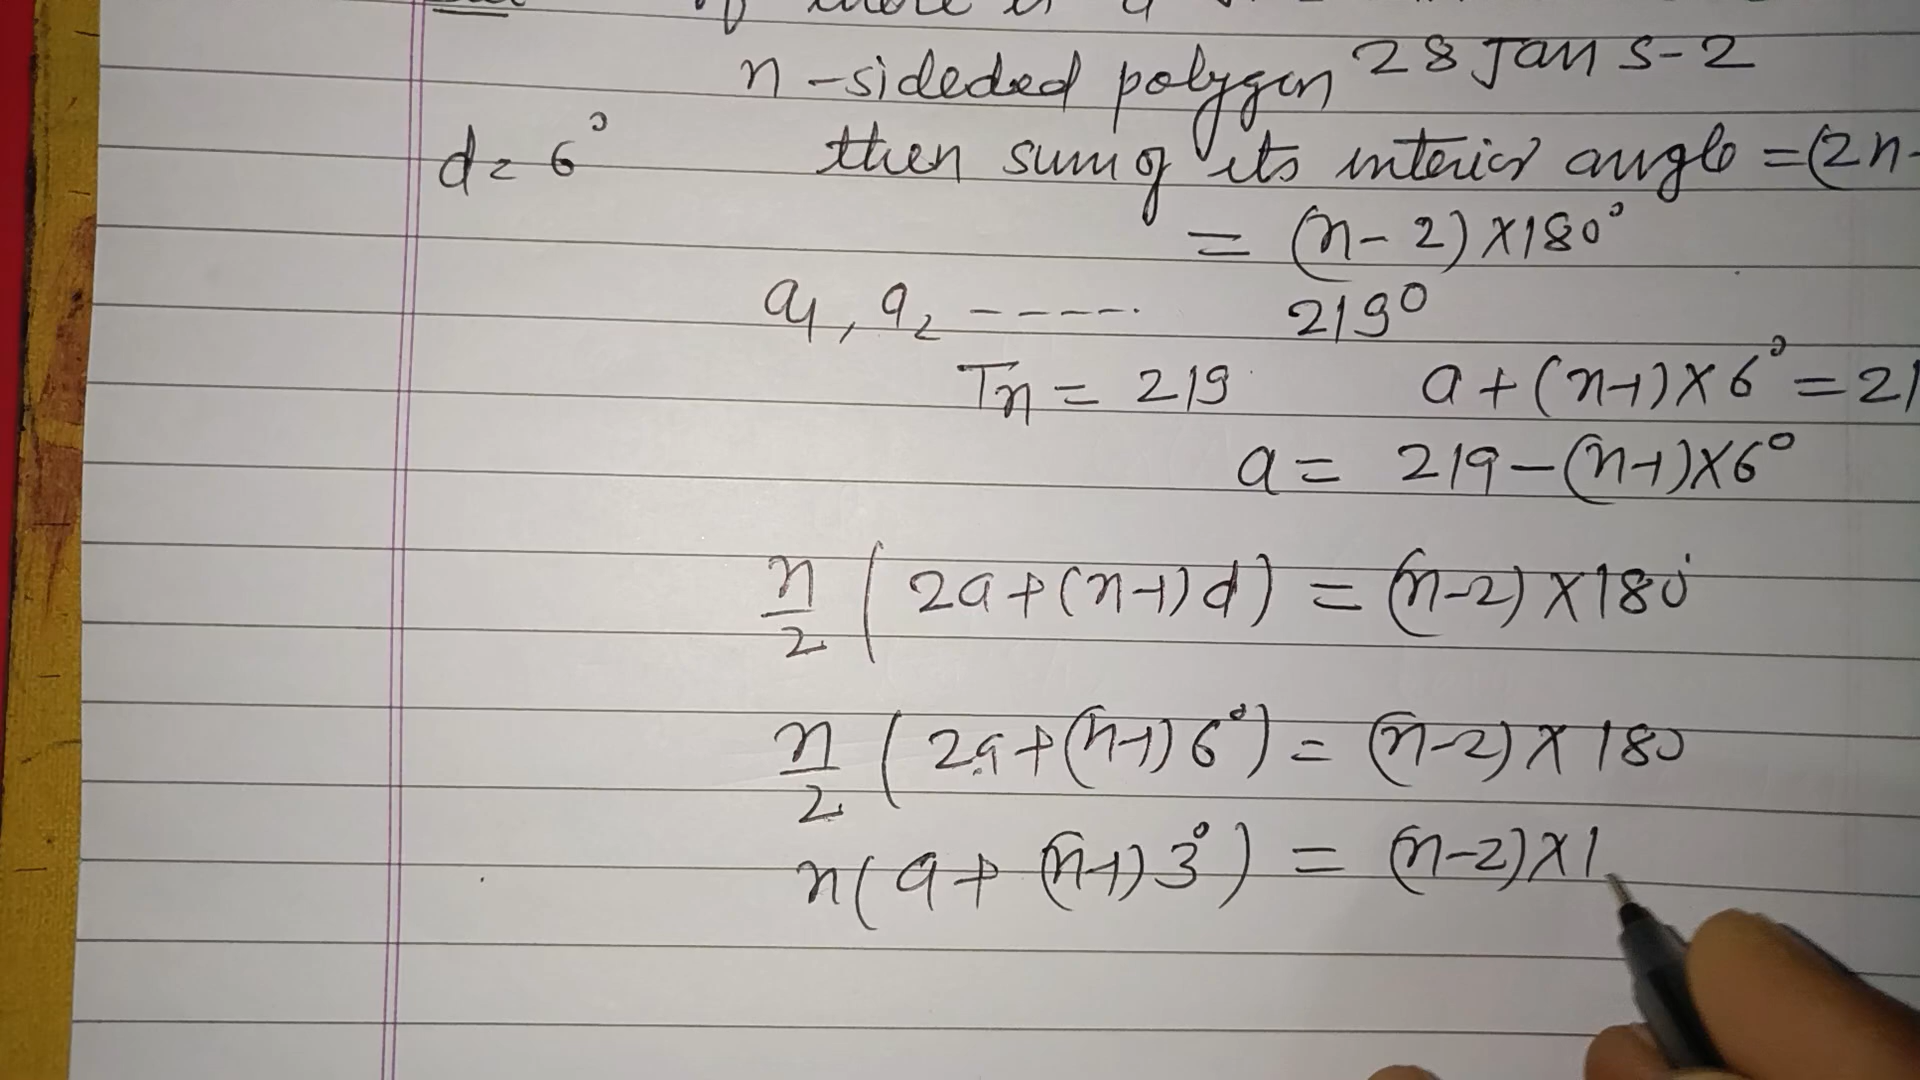 n-sideded polygon 28 Jan S-2
d = 6° then sum of its interior angle = (2n-
= (n-2)×180°
a₁, a₂ ----- 219°
Tn = 219 a+(n-1)×6° = 21
a = 219-(n-1)×6°
n/2 (2a+(n-1)d) = (n-2)×180°
n/2 (2a+(n-1)6°) = (n-2)×180
n(a+(n-1)3°) = (n-2)×1